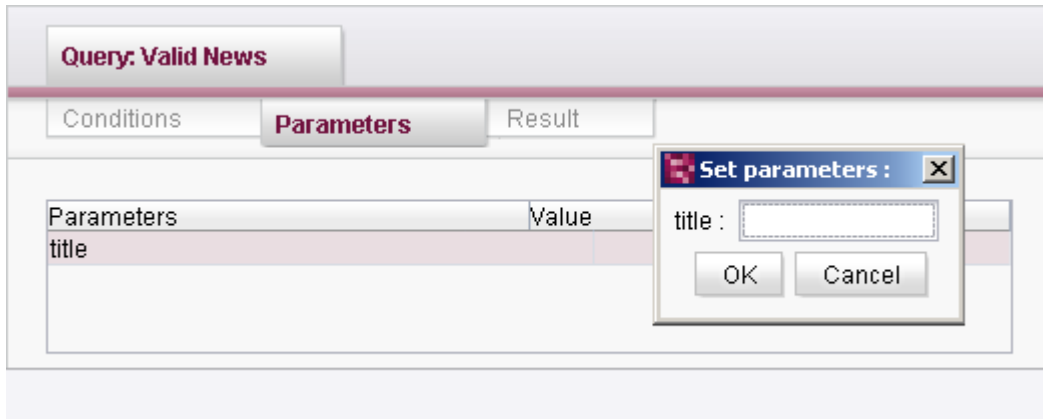 Query: Valid News
Conditions Parameters Result
Set parameters :
Parameters Value
title : 
title
OK Cancel